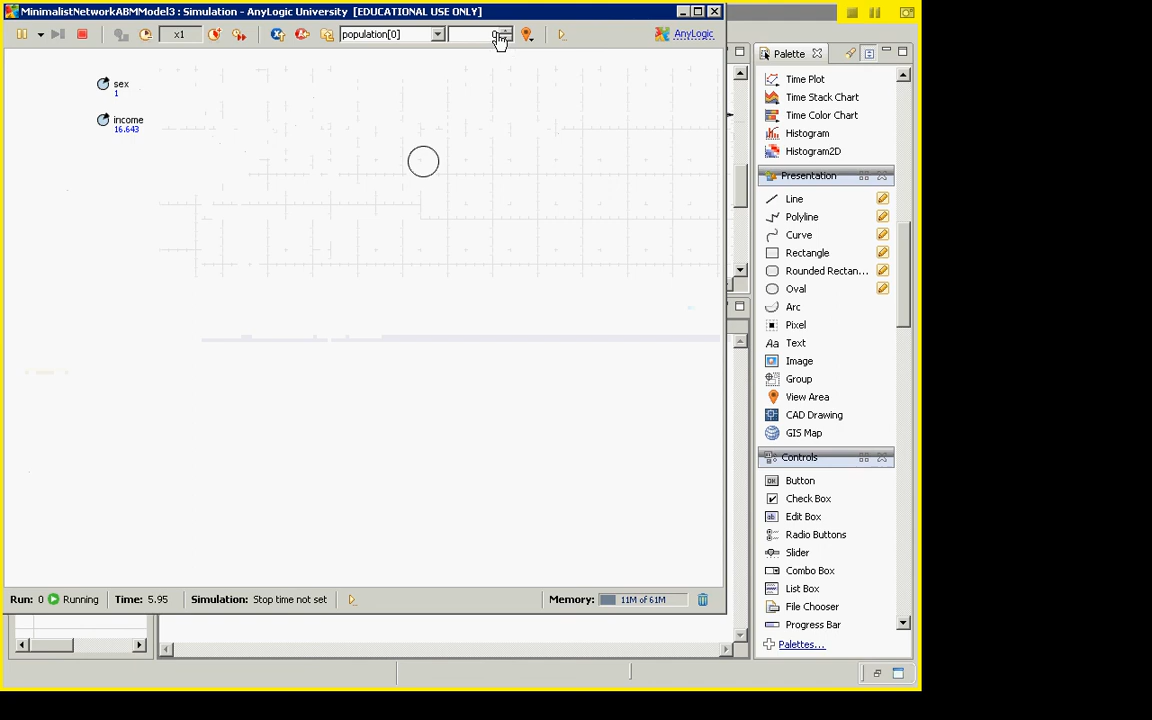 MinimalistNetworkABMModel3 : Simulation - AnyLogic University [EDUCATIONAL USE ONLY]
x1
population[0]
0
AnyLogic
sex
1
income
16.643
Run: 0
Running
Time: 5.95
Simulation: Stop time not set
Memory:
11M of 61M
Palette
Time Plot
Time Stack Chart
Time Color Chart
Histogram
Histogram2D
Presentation
Line
Polyline
Curve
Rectangle
Rounded Rectan...
Oval
Arc
Pixel
Aa Text
Image
Group
View Area
CAD Drawing
GIS Map
Controls
Button
Check Box
Edit Box
Radio Buttons
Slider
Combo Box
List Box
File Chooser
Progress Bar
Palettes...